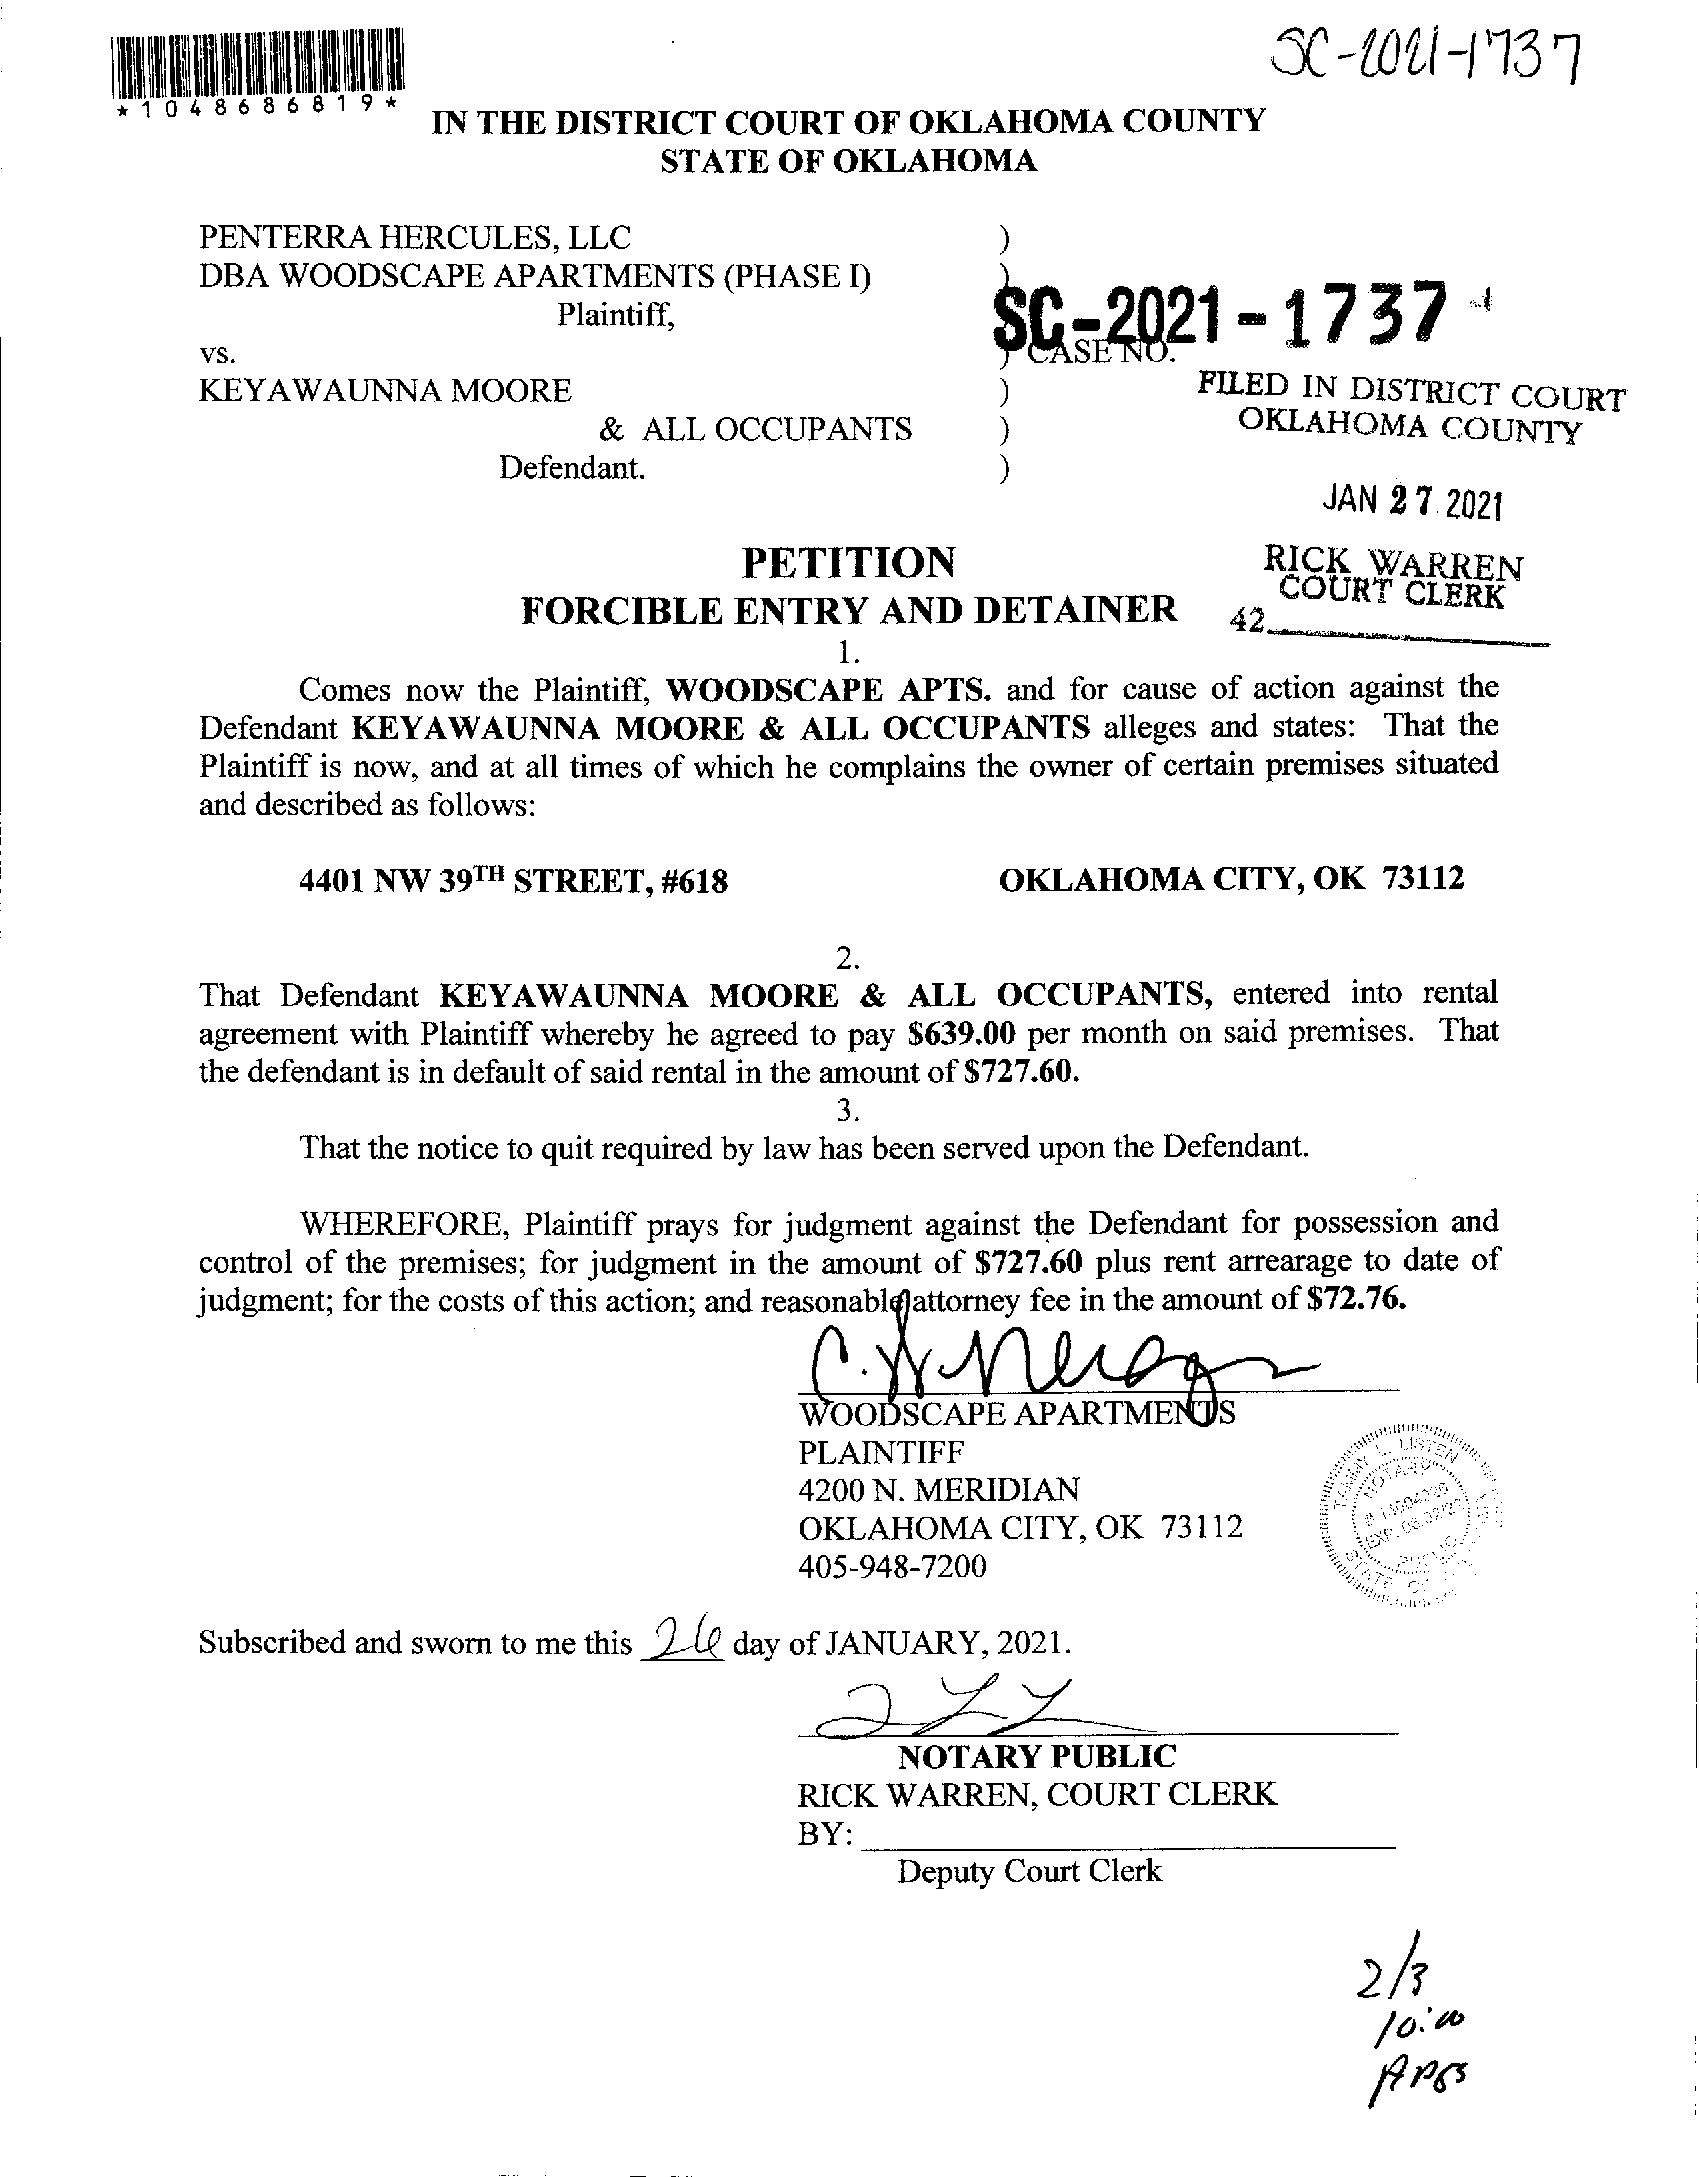 SC-2021-1737
*1048686819*
IN THE DISTRICT COURT OF OKLAHOMA COUNTY
STATE OF OKLAHOMA
PENTERRA HERCULES, LLC )
DBA WOODSCAPE APARTMENTS (PHASE I) )
Plaintiff,
SC-2021-1737
vs. ) CASE NO.
KEYAWAUNNA MOORE )
& ALL OCCUPANTS )
Defendant. )
FILED IN DISTRICT COURT
OKLAHOMA COUNTY
JAN 27 2021
RICK WARREN
COURT CLERK
42
PETITION
FORCIBLE ENTRY AND DETAINER
1.
Comes now the Plaintiff, WOODSCAPE APTS. and for cause of action against the
Defendant KEYAWAUNNA MOORE & ALL OCCUPANTS alleges and states: That the
Plaintiff is now, and at all times of which he complains the owner of certain premises situated
and described as follows:
4401 NW 39TH STREET, #618 OKLAHOMA CITY, OK 73112
2.
That Defendant KEYAWAUNNA MOORE & ALL OCCUPANTS, entered into rental
agreement with Plaintiff whereby he agreed to pay $639.00 per month on said premises. That
the defendant is in default of said rental in the amount of $727.60.
3.
That the notice to quit required by law has been served upon the Defendant.
WHEREFORE, Plaintiff prays for judgment against the Defendant for possession and
control of the premises; for judgment in the amount of $727.60 plus rent arrearage to date of
judgment; for the costs of this action; and reasonable attorney fee in the amount of $72.76.
WOODSCAPE APARTMENTS
PLAINTIFF
4200 N. MERIDIAN
OKLAHOMA CITY, OK 73112
405-948-7200
TAMMY L. LISTEN
NOTARY
PUBLIC
STATE OF
Subscribed and sworn to me this 26 day of JANUARY, 2021.
NOTARY PUBLIC
RICK WARREN, COURT CLERK
BY:
Deputy Court Clerk
2/3
10:00